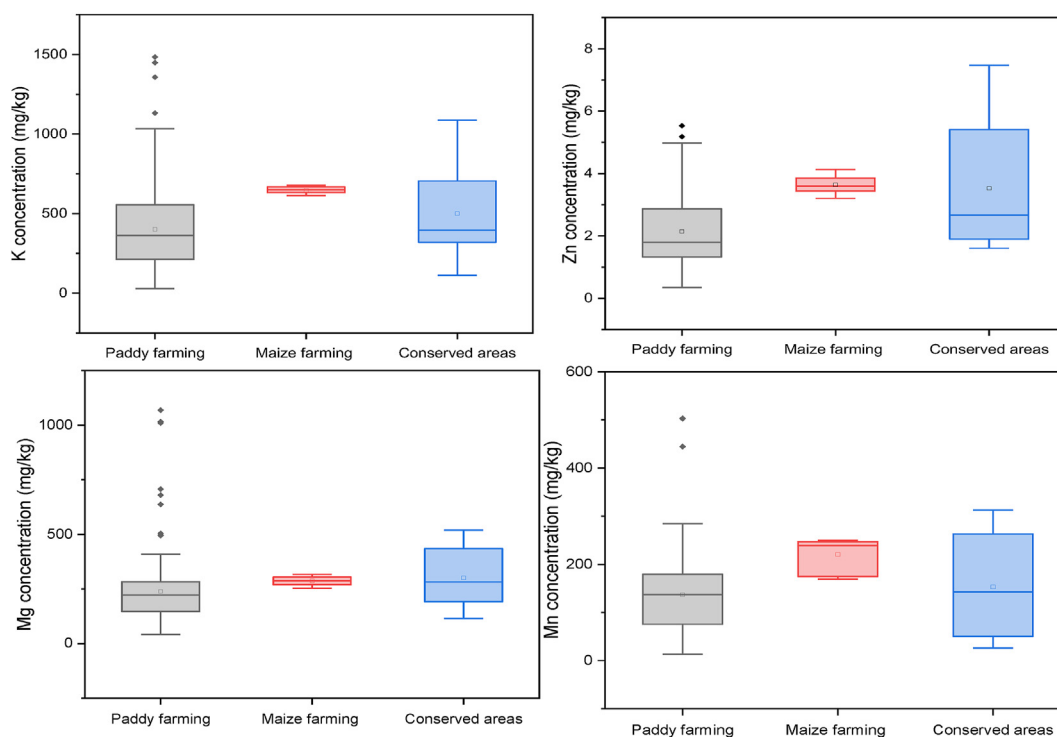 K concentration (mg/kg)
1500
1000
500
0
Paddy farming
Maize farming
Conserved areas
Zn concentration (mg/kg)
8
6
4
2
0
Paddy farming
Maize farming
Conserved areas
Mg concentration (mg/kg)
1000
500
0
Paddy farming
Maize farming
Conserved areas
Mn concentration (mg/kg)
600
400
200
0
Paddy farming
Maize farming
Conserved areas